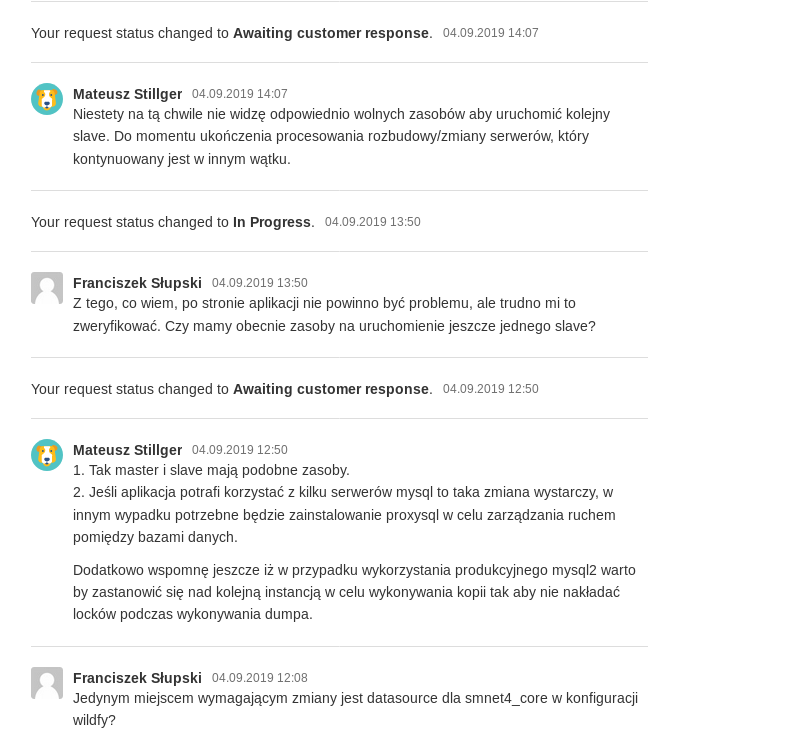 Your request status changed to Awaiting customer response. 04.09.2019 14:07
Mateusz Stillger 04.09.2019 14:07
Niestety na tą chwile nie widzę odpowiednio wolnych zasobów aby uruchomić kolejny
slave. Do momentu ukończenia procesowania rozbudowy/zmiany serwerów, który
kontynuowany jest w innym wątku.
Your request status changed to In Progress. 04.09.2019 13:50
Franciszek Słupski 04.09.2019 13:50
Z tego, co wiem, po stronie aplikacji nie powinno być problemu, ale trudno mi to
zweryfikować. Czy mamy obecnie zasoby na uruchomienie jeszcze jednego slave?
Your request status changed to Awaiting customer response. 04.09.2019 12:50
Mateusz Stillger 04.09.2019 12:50
1. Tak master i slave mają podobne zasoby.
2. Jeśli aplikacja potrafi korzystać z kilku serwerów mysql to taka zmiana wystarczy, w
innym wypadku potrzebne będzie zainstalowanie proxysql w celu zarządzania ruchem
pomiędzy bazami danych.
Dodatkowo wspomnę jeszcze iż w przypadku wykorzystania produkcyjnego mysql2 warto
by zastanowić się nad kolejną instancją w celu wykonywania kopii tak aby nie nakładać
locków podczas wykonywania dumpa.
Franciszek Słupski 04.09.2019 12:08
Jedynym miejscem wymagającym zmiany jest datasource dla smnet4_core w konfiguracji
wildfy?